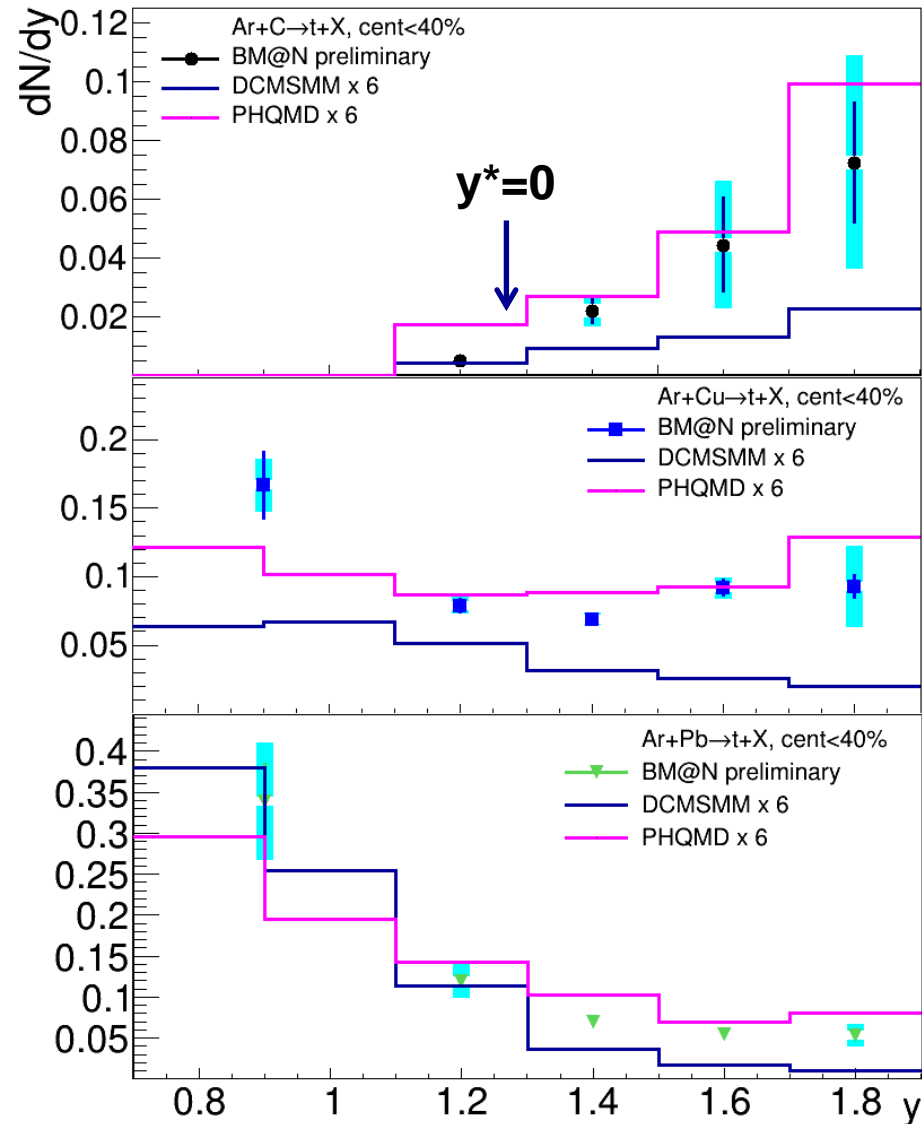 dN/dy
0.12
0.1
0.08
0.06
0.04
0.02
Ar+C→t+X, cent<40%
BM@N preliminary
DCMSMM x 6
PHQMD x 6
y*=0
0.2
0.15
0.1
0.05
Ar+Cu→t+X, cent<40%
BM@N preliminary
DCMSMM x 6
PHQMD x 6
0.4
0.35
0.3
0.25
0.2
0.15
0.1
0.05
Ar+Pb→t+X, cent<40%
BM@N preliminary
DCMSMM x 6
PHQMD x 6
0.8 1 1.2 1.4 1.6 1.8 y